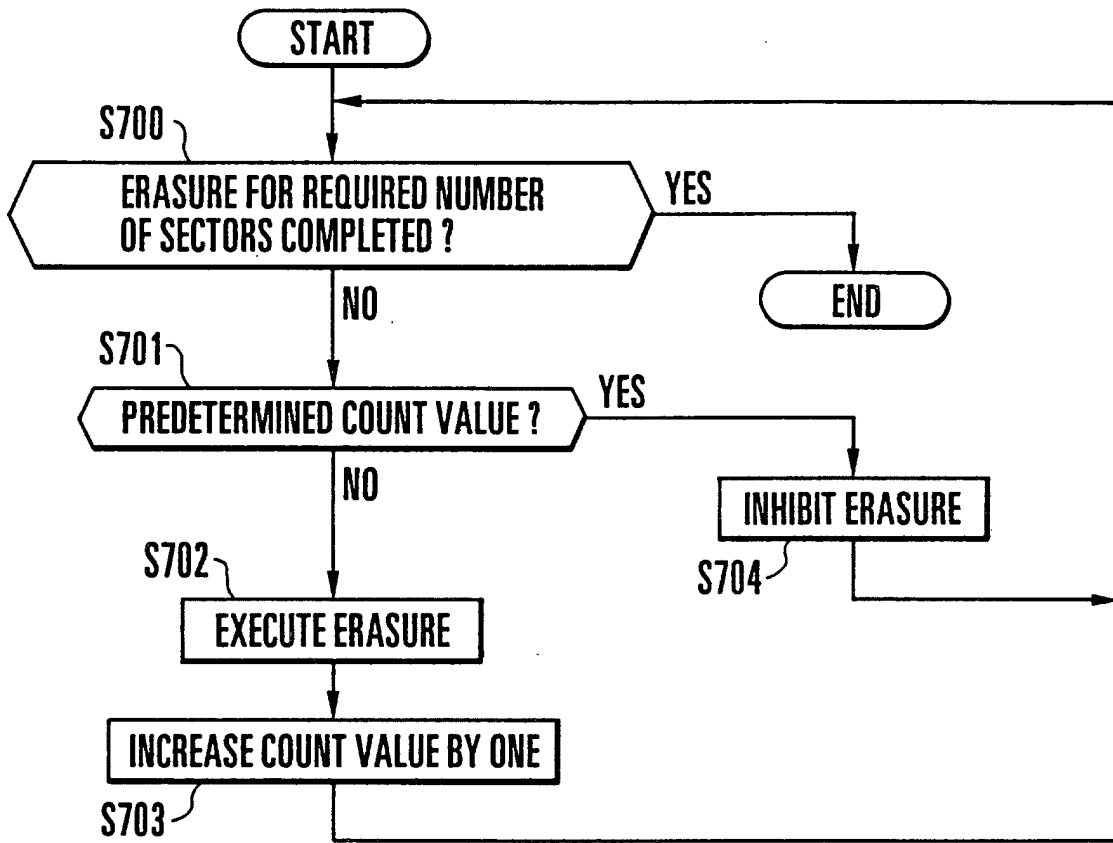 START
S700
ERASURE FOR REQUIRED NUMBER
OF SECTORS COMPLETED ?
YES
END
NO
S701
PREDETERMINED COUNT VALUE ?
YES
NO
INHIBIT ERASURE
S704
S702
EXECUTE ERASURE
INCREASE COUNT VALUE BY ONE
S703